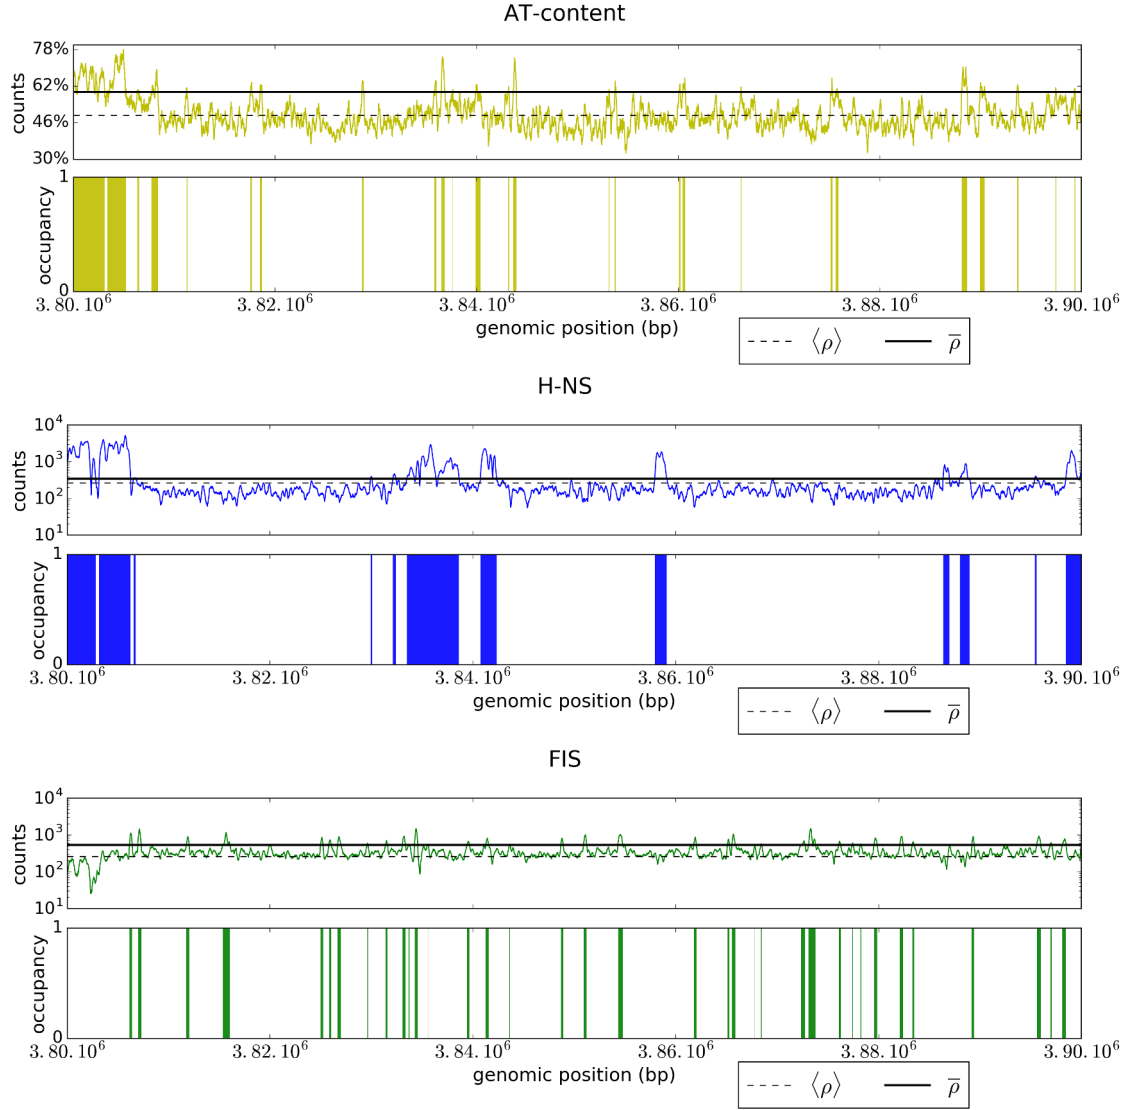 AT-content
78%
62%
46%
30%
counts
1
0
occupancy
3.80.10⁶ 3.82.10⁶ 3.84.10⁶ 3.86.10⁶ 3.88.10⁶ 3.90.10⁶
genomic position (bp)
⟨ρ⟩ ρ̅
H-NS
10⁴
10³
10²
10¹
counts
1
0
occupancy
3.80.10⁶ 3.82.10⁶ 3.84.10⁶ 3.86.10⁶ 3.88.10⁶ 3.90.10⁶
genomic position (bp)
⟨ρ⟩ ρ̅
FIS
10⁴
10³
10²
10¹
counts
1
0
occupancy
3.80.10⁶ 3.82.10⁶ 3.84.10⁶ 3.86.10⁶ 3.88.10⁶ 3.90.10⁶
genomic position (bp)
⟨ρ⟩ ρ̅